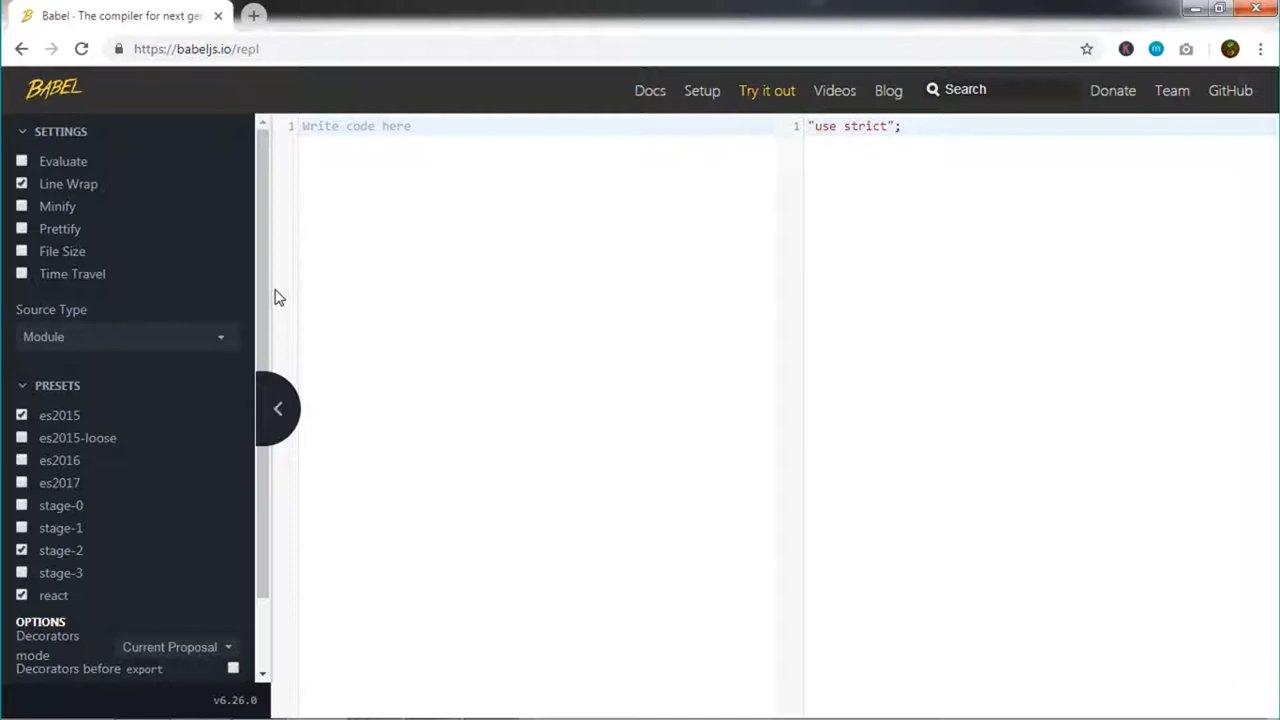 Babel - The compiler for next ge
https://babeljs.io/repl
BABEL
Docs
Setup
Try it out
Videos
Blog
Search
Donate
Team
GitHub
SETTINGS
Evaluate
Line Wrap
Minify
Prettify
File Size
Time Travel
Source Type
Module
PRESETS
es2015
es2015-loose
es2016
es2017
stage-0
stage-1
stage-2
stage-3
react
OPTIONS
Decorators mode
Current Proposal
Decorators before export
v6.26.0
1 Write code here
1 "use strict";